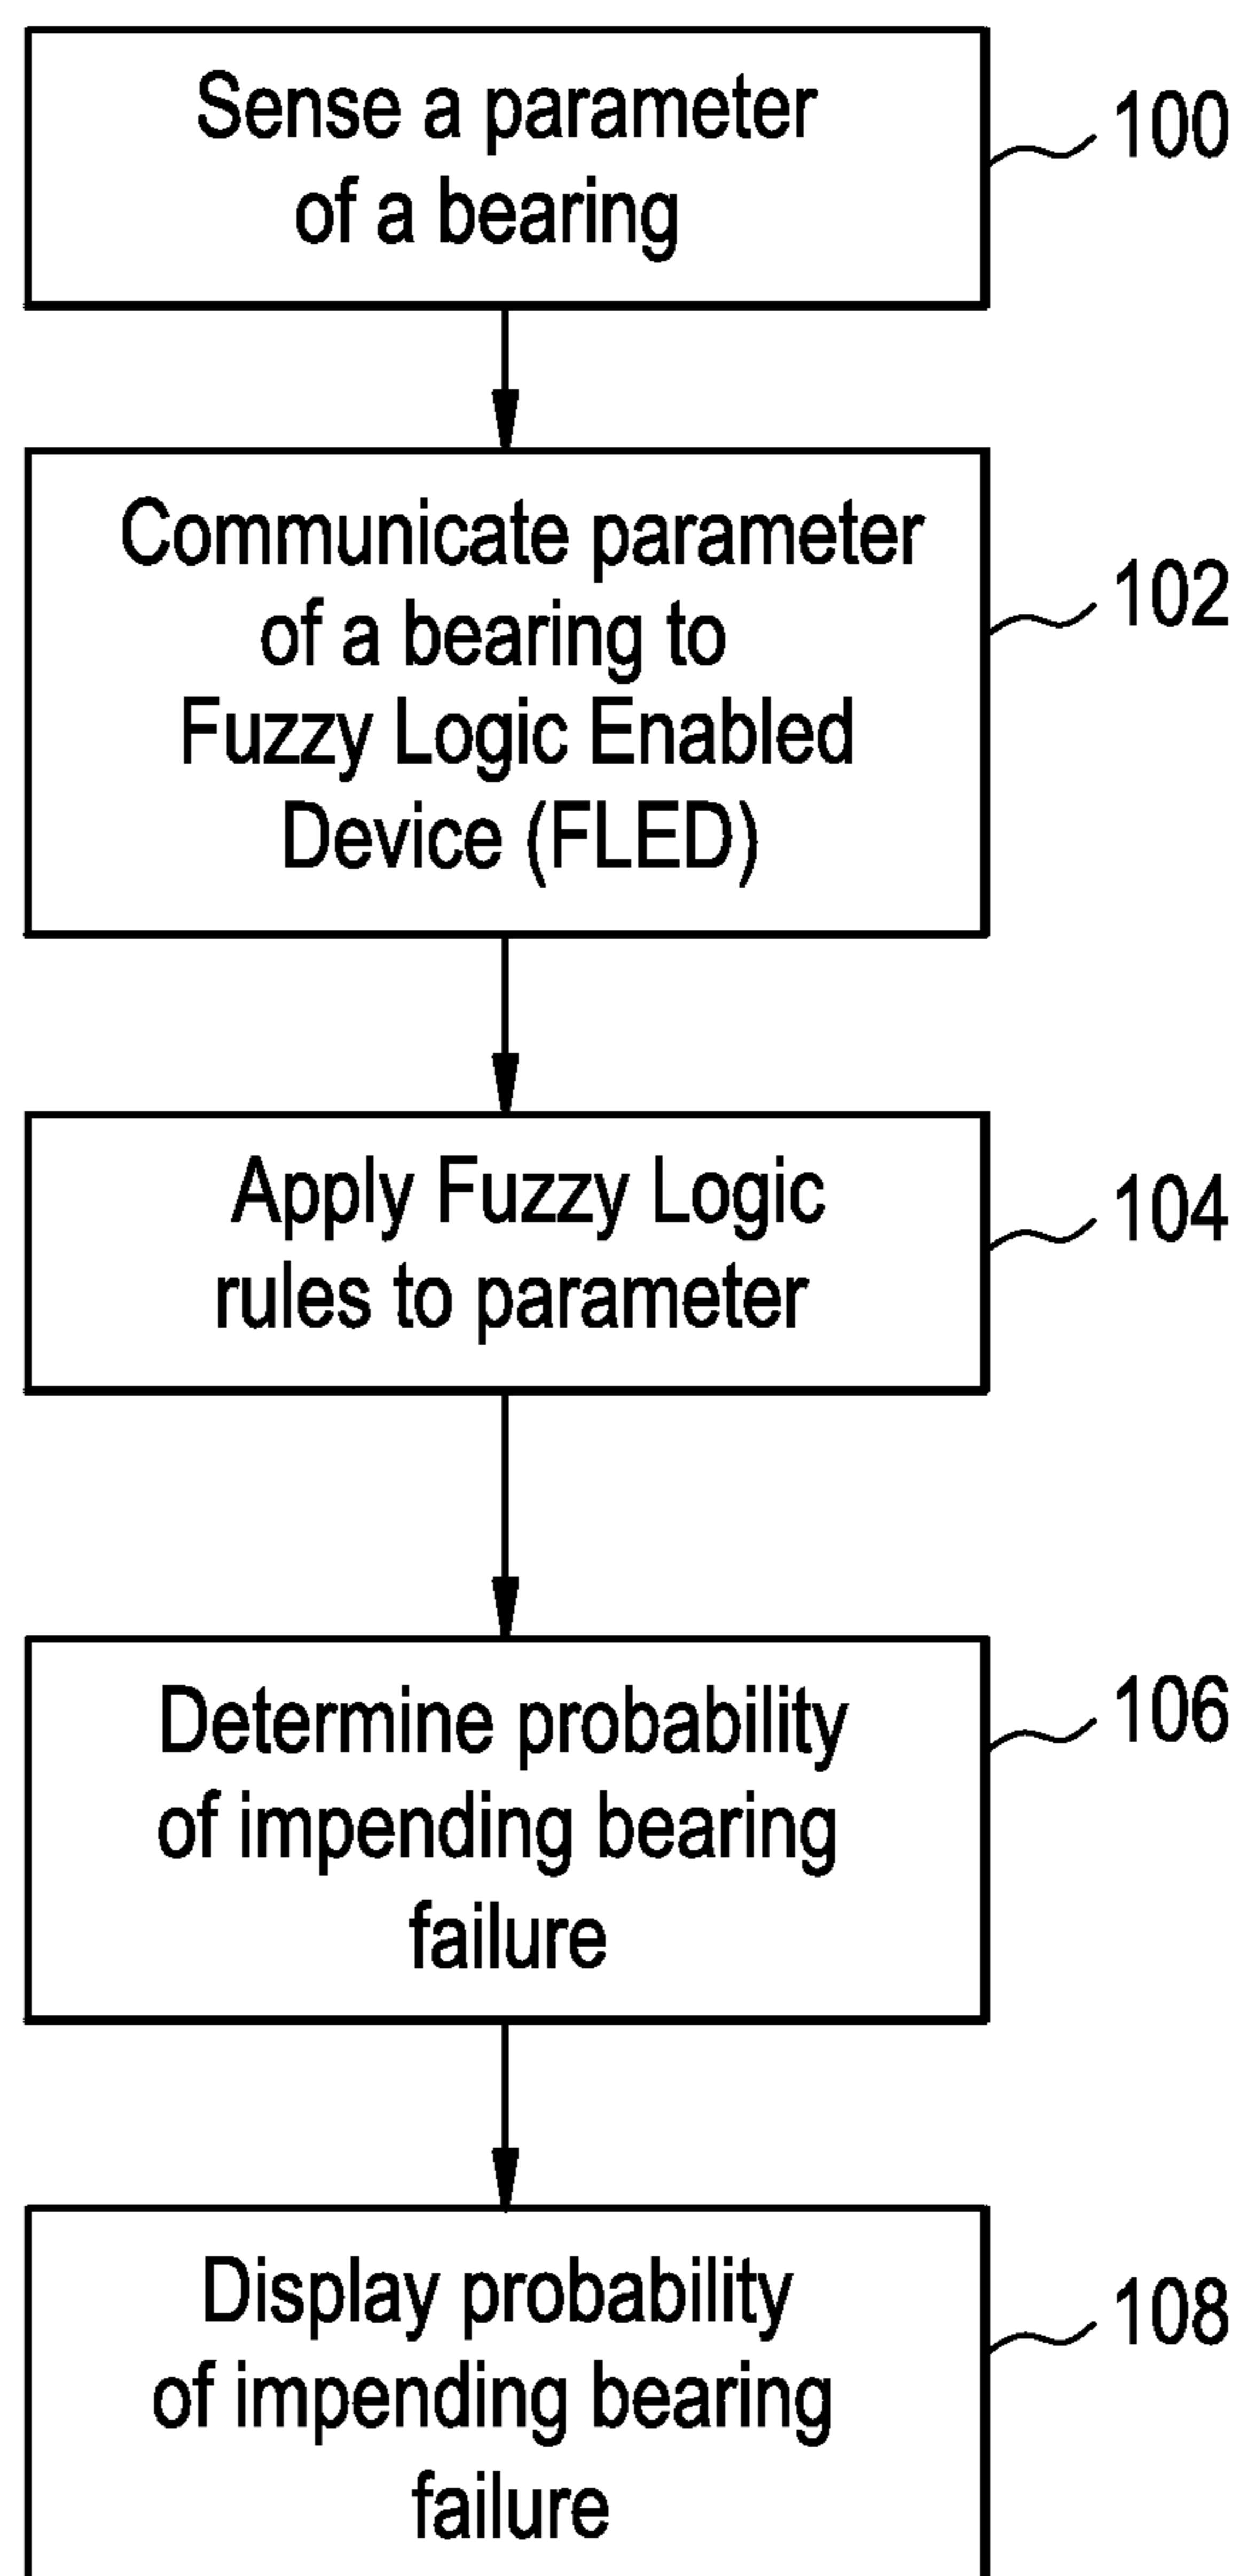 Sense a parameter
of a bearing
100
Communicate parameter
of a bearing to
Fuzzy Logic Enabled
Device (FLED)
102
Apply Fuzzy Logic
rules to parameter
104
Determine probability
of impending bearing
failure
106
Display probability
of impending bearing
failure
108